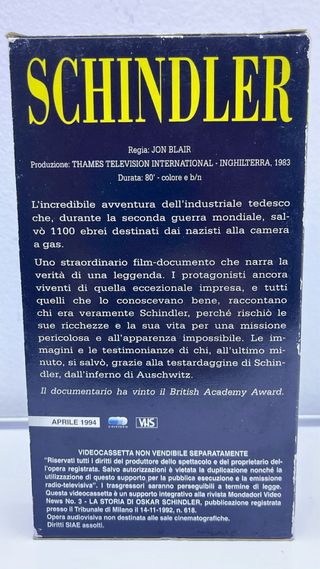 SCHINDLER
Regia: JON BLAIR
Produzione: THAMES TELEVISION INTERNATIONAL - INGHILTERRA, 1983
Durata: 80' - colore e b/n
L'incredibile avventura dell'industriale tedesco
che, durante la seconda guerra mondiale, sal-
vò 1100 ebrei destinati dai nazisti alla camera
a gas.
Uno straordinario film-documento che narra la
verità di una leggenda. I protagonisti ancora
viventi di quella eccezionale impresa, e tutti
quelli che lo conoscevano bene, raccontano
chi era veramente Schindler, perché rischiò le
sue ricchezze e la sua vita per una missione
pericolosa e all'apparenza impossibile. Le im-
magini e le testimonianze di chi, all'ultimo mi-
nuto, si salvò, grazie alla testardaggine di Schin-
dler, dall'inferno di Auschwitz.
Il documentario ha vinto il British Academy Award.
APRILE 1994
VHS
VIDEOCASSETTA NON VENDIBILE SEPARATAMENTE
"Riservati tutti i diritti del produttore dello spettacolo e del proprietario del-
l'opera registrata. Salvo autorizzazioni è vietata la duplicazione nonché la
utilizzazione di questo supporto per la pubblica esecuzione e la emissione
radio-televisiva". I trasgressori saranno perseguibili a termine di legge.
Questa videocassetta è un supporto integrativo alla rivista Mondadori Video
News No. 3 - LA STORIA DI OSKAR SCHINDLER, pubblicazione registrata
presso il Tribunale di Milano il 14-11-1992, n. 618.
Opera audiovisiva non destinata alle sale cinematografiche.
Diritti SIAE assolti.